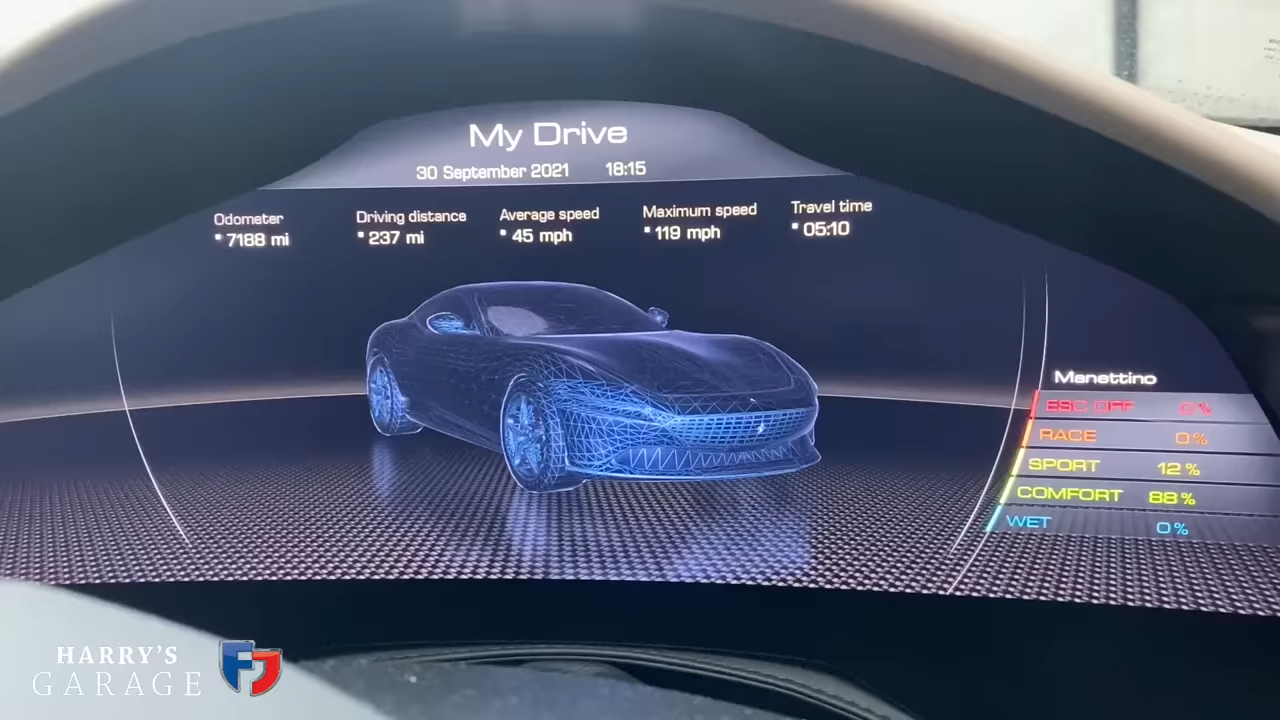 My Drive
30 September 2021 18:15
Odometer
7188 mi
Driving distance
237 mi
Average speed
45 mph
Maximum speed
119 mph
Travel time
05:10
Manettino
ESC OFF 0%
RACE 0%
SPORT 12%
COMFORT 88%
WET 0%
HARRY'S
GARAGE